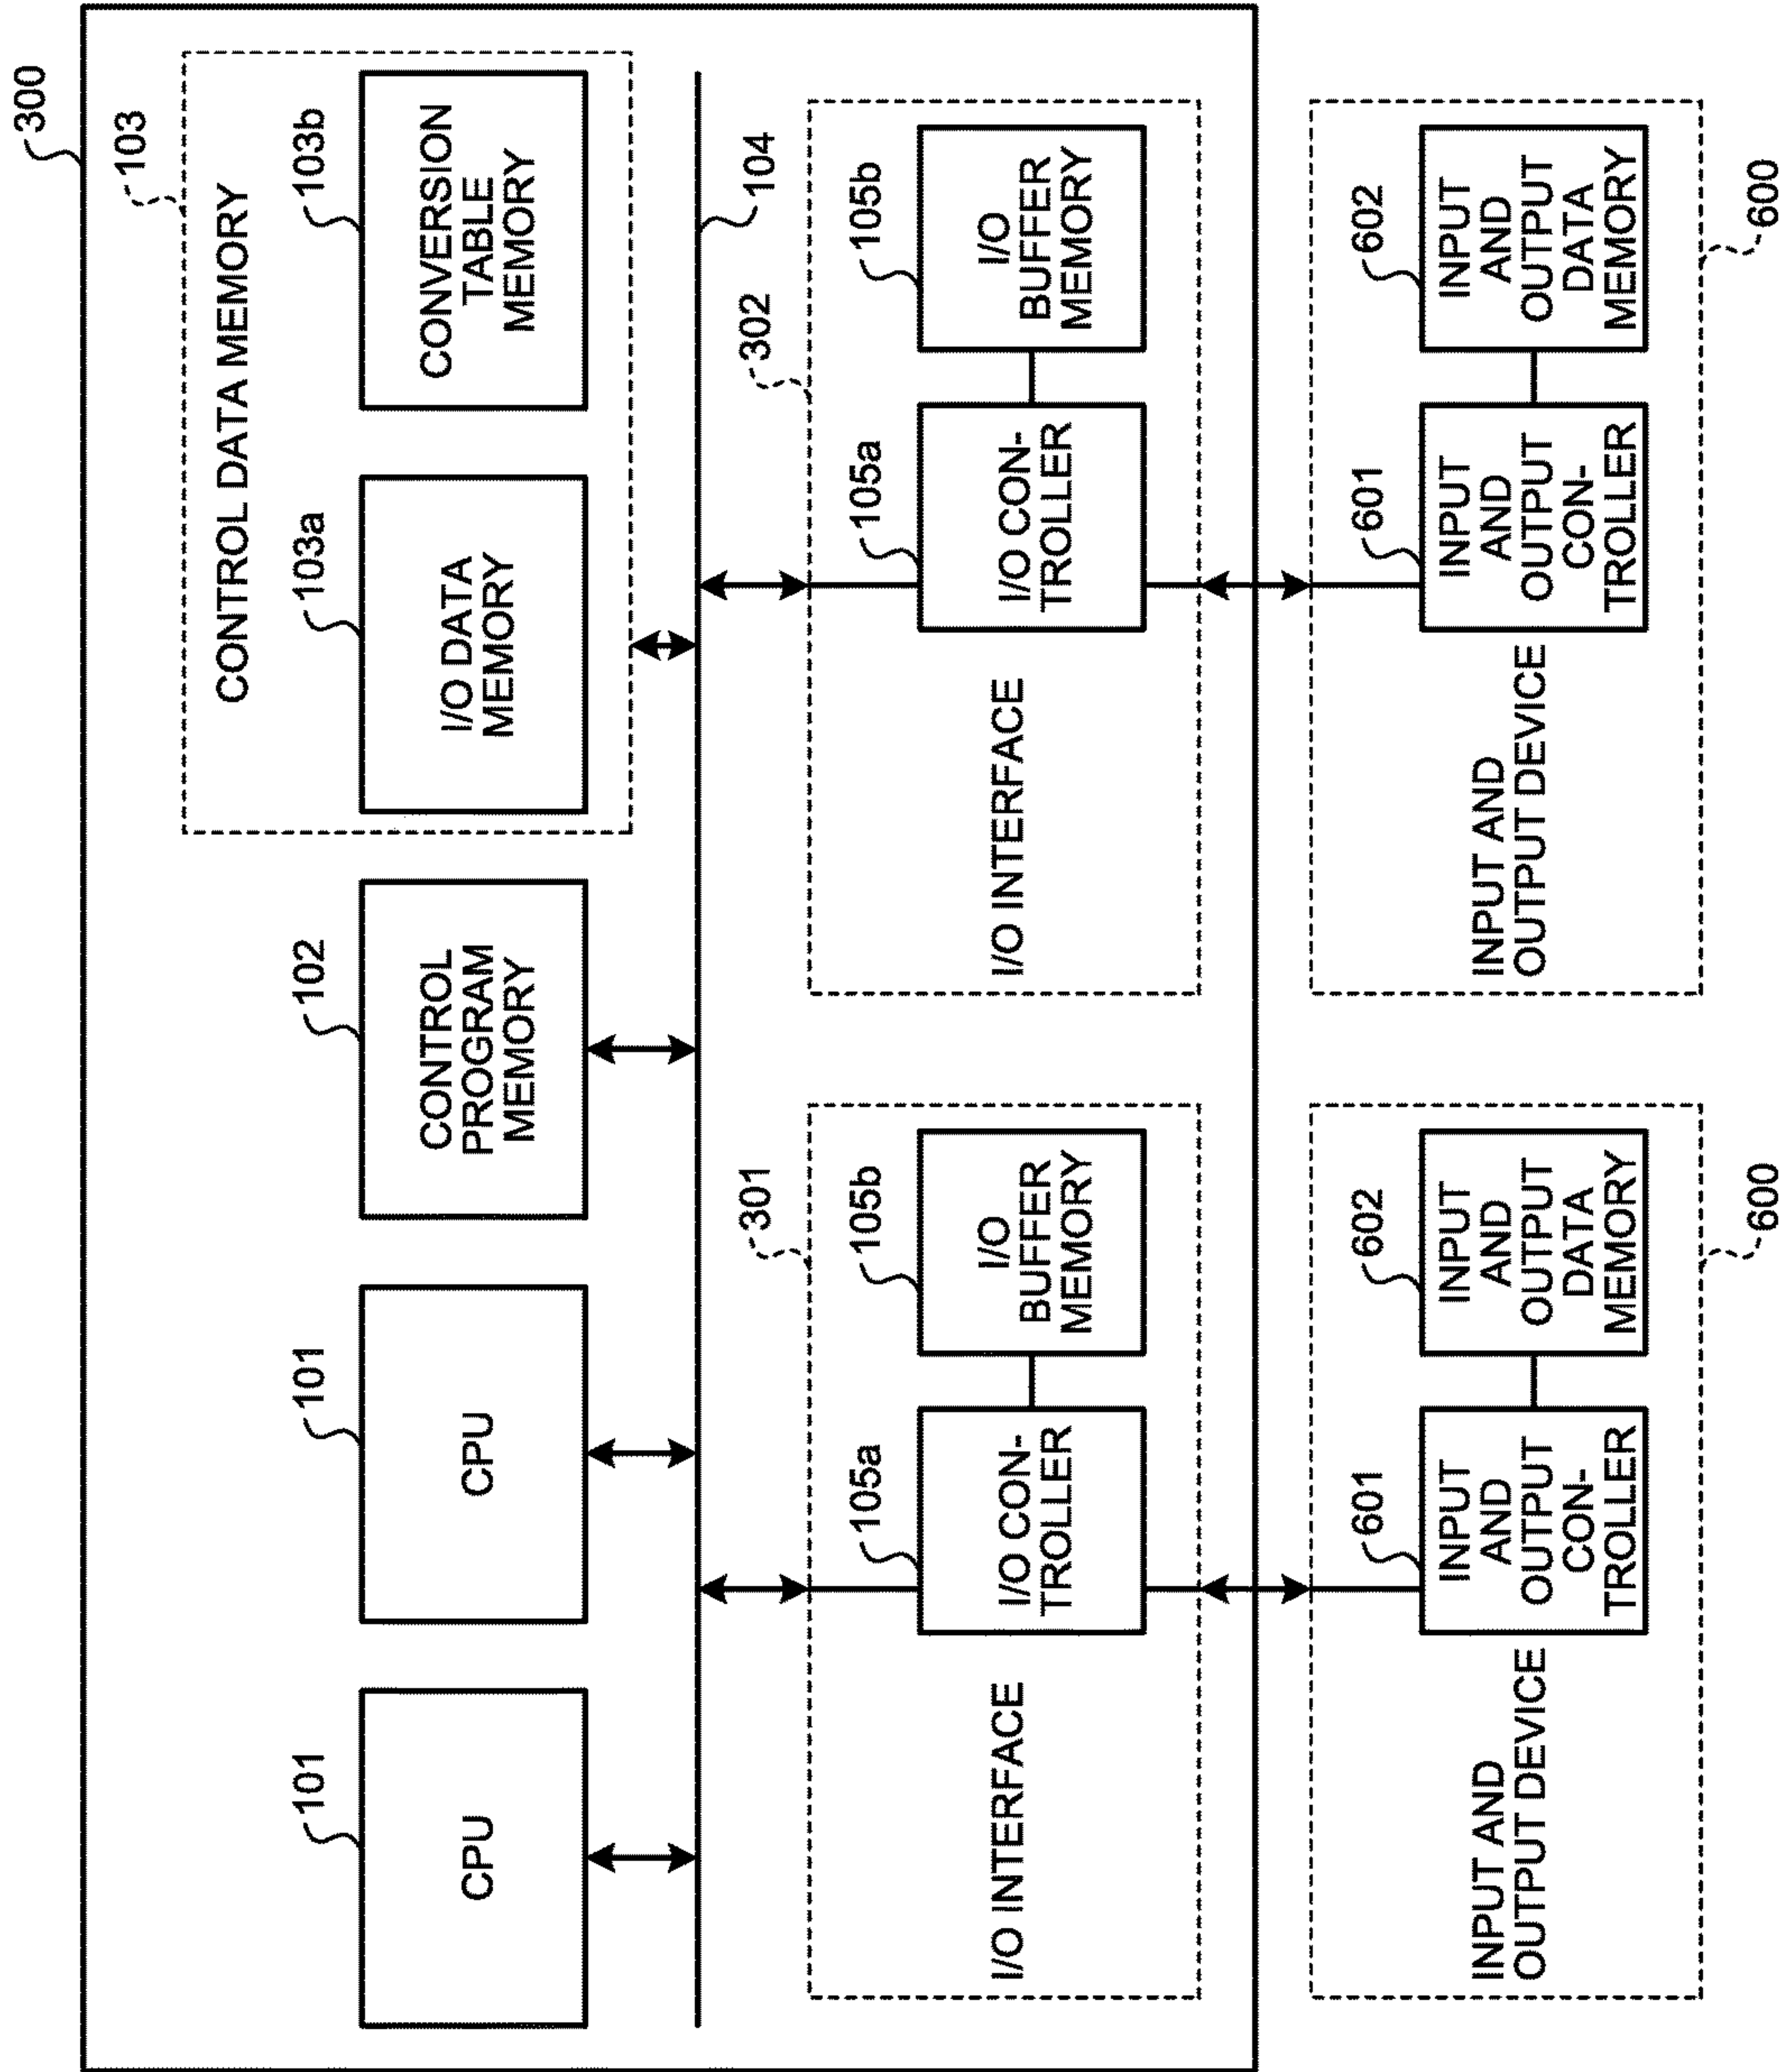 300
103
CONTROL DATA MEMORY
101
101
102
103a
103b
CPU
CPU
CONTROL
PROGRAM
MEMORY
I/O DATA
MEMORY
CONVERSION
TABLE
MEMORY
104
301
302
105a
105b
105a
105b
I/O INTERFACE
I/O CON-
TROLLER
I/O
BUFFER
MEMORY
I/O INTERFACE
I/O CON-
TROLLER
I/O
BUFFER
MEMORY
601
602
601
602
INPUT AND
OUTPUT DEVICE
INPUT
AND
OUTPUT
CON-
TROLLER
INPUT
AND
OUTPUT
DATA
MEMORY
INPUT AND
OUTPUT DEVICE
INPUT
AND
OUTPUT
CON-
TROLLER
INPUT
AND
OUTPUT
DATA
MEMORY
600
600